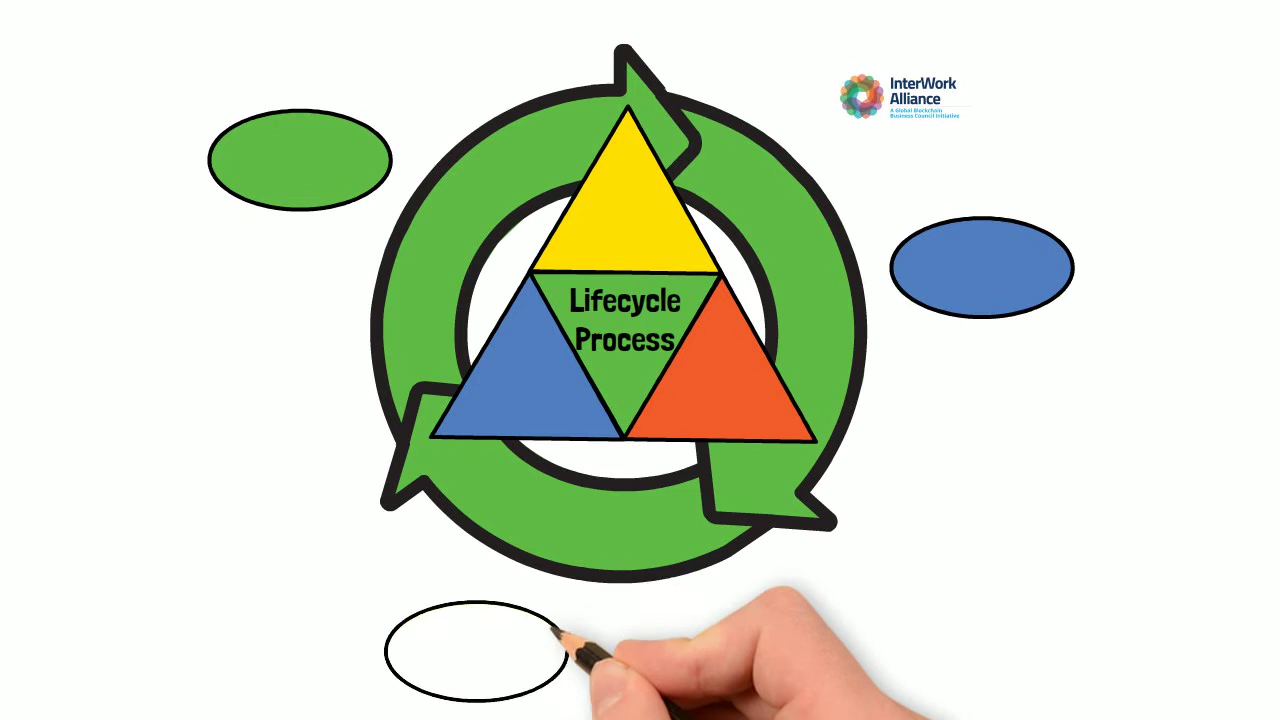 InterWork
Alliance
A Global Blockchain
Business Council Initiative
Lifecycle
Process